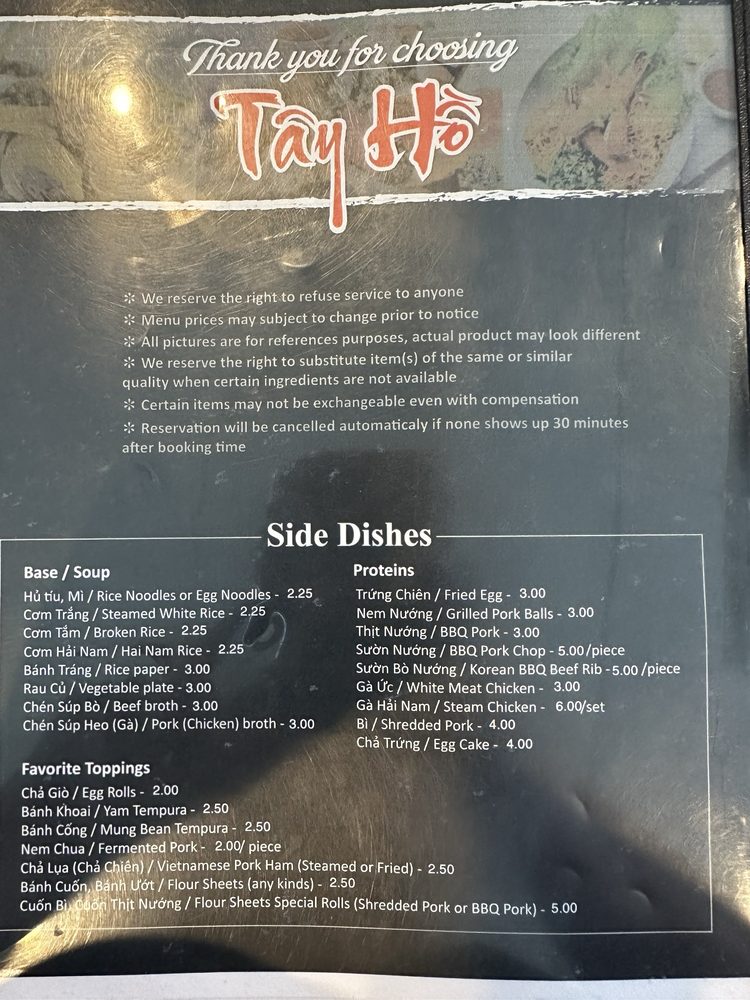 Thank you for choosing
Tây Hồ
✲ We reserve the right to refuse service to anyone
✲ Menu prices may subject to change prior to notice
✲ All pictures are for references purposes, actual product may look different
✲ We reserve the right to substitute item(s) of the same or similar
quality when certain ingredients are not available
✲ Certain items may not be exchangeable even with compensation
✲ Reservation will be cancelled automaticaly if none shows up 30 minutes
after booking time
Side Dishes
Base / Soup
Hủ tíu, Mì / Rice Noodles or Egg Noodles - 2.25
Cơm Trắng / Steamed White Rice - 2.25
Cơm Tấm / Broken Rice - 2.25
Cơm Hải Nam / Hai Nam Rice - 2.25
Bánh Tráng / Rice paper - 3.00
Rau Củ / Vegetable plate - 3.00
Chén Súp Bò / Beef broth - 3.00
Chén Súp Heo (Gà) / Pork (Chicken) broth - 3.00
Proteins
Trứng Chiên / Fried Egg - 3.00
Nem Nướng / Grilled Pork Balls - 3.00
Thịt Nướng / BBQ Pork - 3.00
Sườn Nướng / BBQ Pork Chop - 5.00/piece
Sườn Bò Nướng / Korean BBQ Beef Rib -5.00/piece
Gà Ức / White Meat Chicken - 3.00
Gà Hải Nam / Steam Chicken - 6.00/set
Bì / Shredded Pork - 4.00
Chả Trứng / Egg Cake - 4.00
Favorite Toppings
Chả Giò / Egg Rolls - 2.00
Bánh Khoai / Yam Tempura - 2.50
Bánh Cống / Mung Bean Tempura - 2.50
Nem Chua / Fermented Pork - 2.00/ piece
Chả Lụa (Chả Chiên) / Vietnamese Pork Ham (Steamed or Fried) - 2.50
Bánh Cuốn, Bánh Ướt / Flour Sheets (any kinds) - 2.50
Cuốn Bì, Cuốn Thịt Nướng / Flour Sheets Special Rolls (Shredded Pork or BBQ Pork) - 5.00